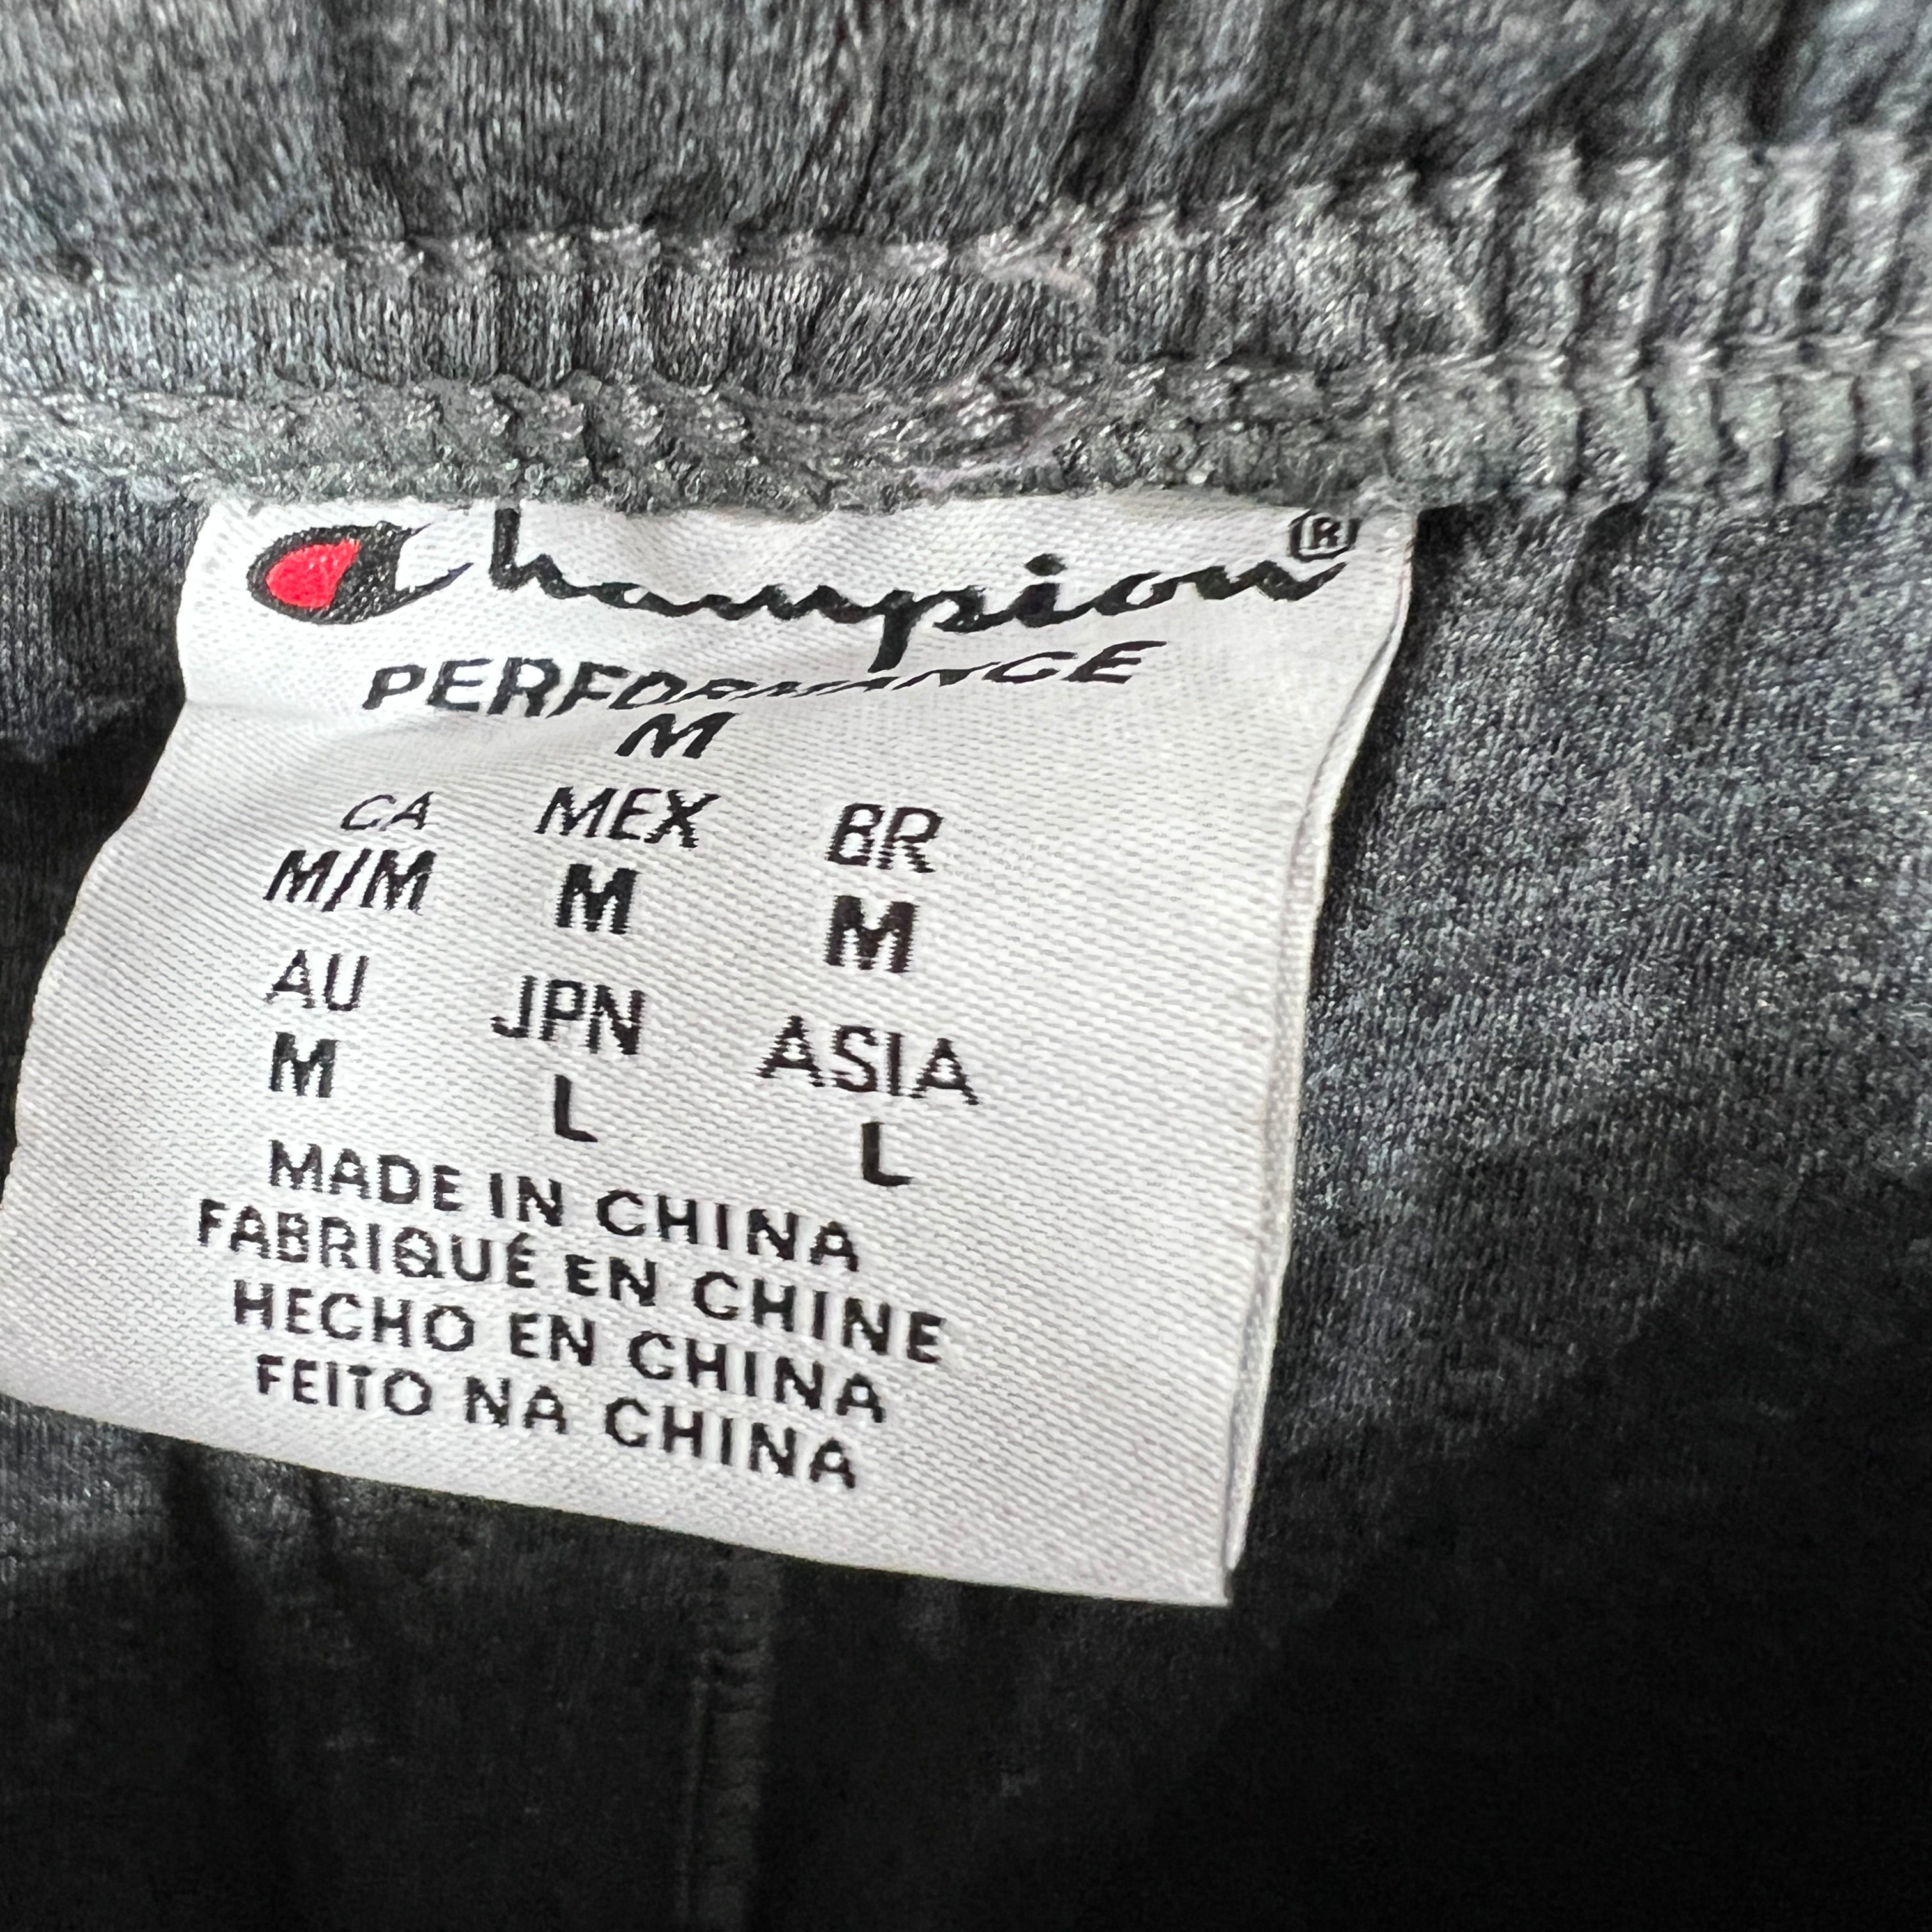 Champion®
PERFORMANCE
M
CA MEX BR
M/M M M
AU JPN ASIA
M L L
MADE IN CHINA
FABRIQUÉ EN CHINE
HECHO EN CHINA
FEITO NA CHINA